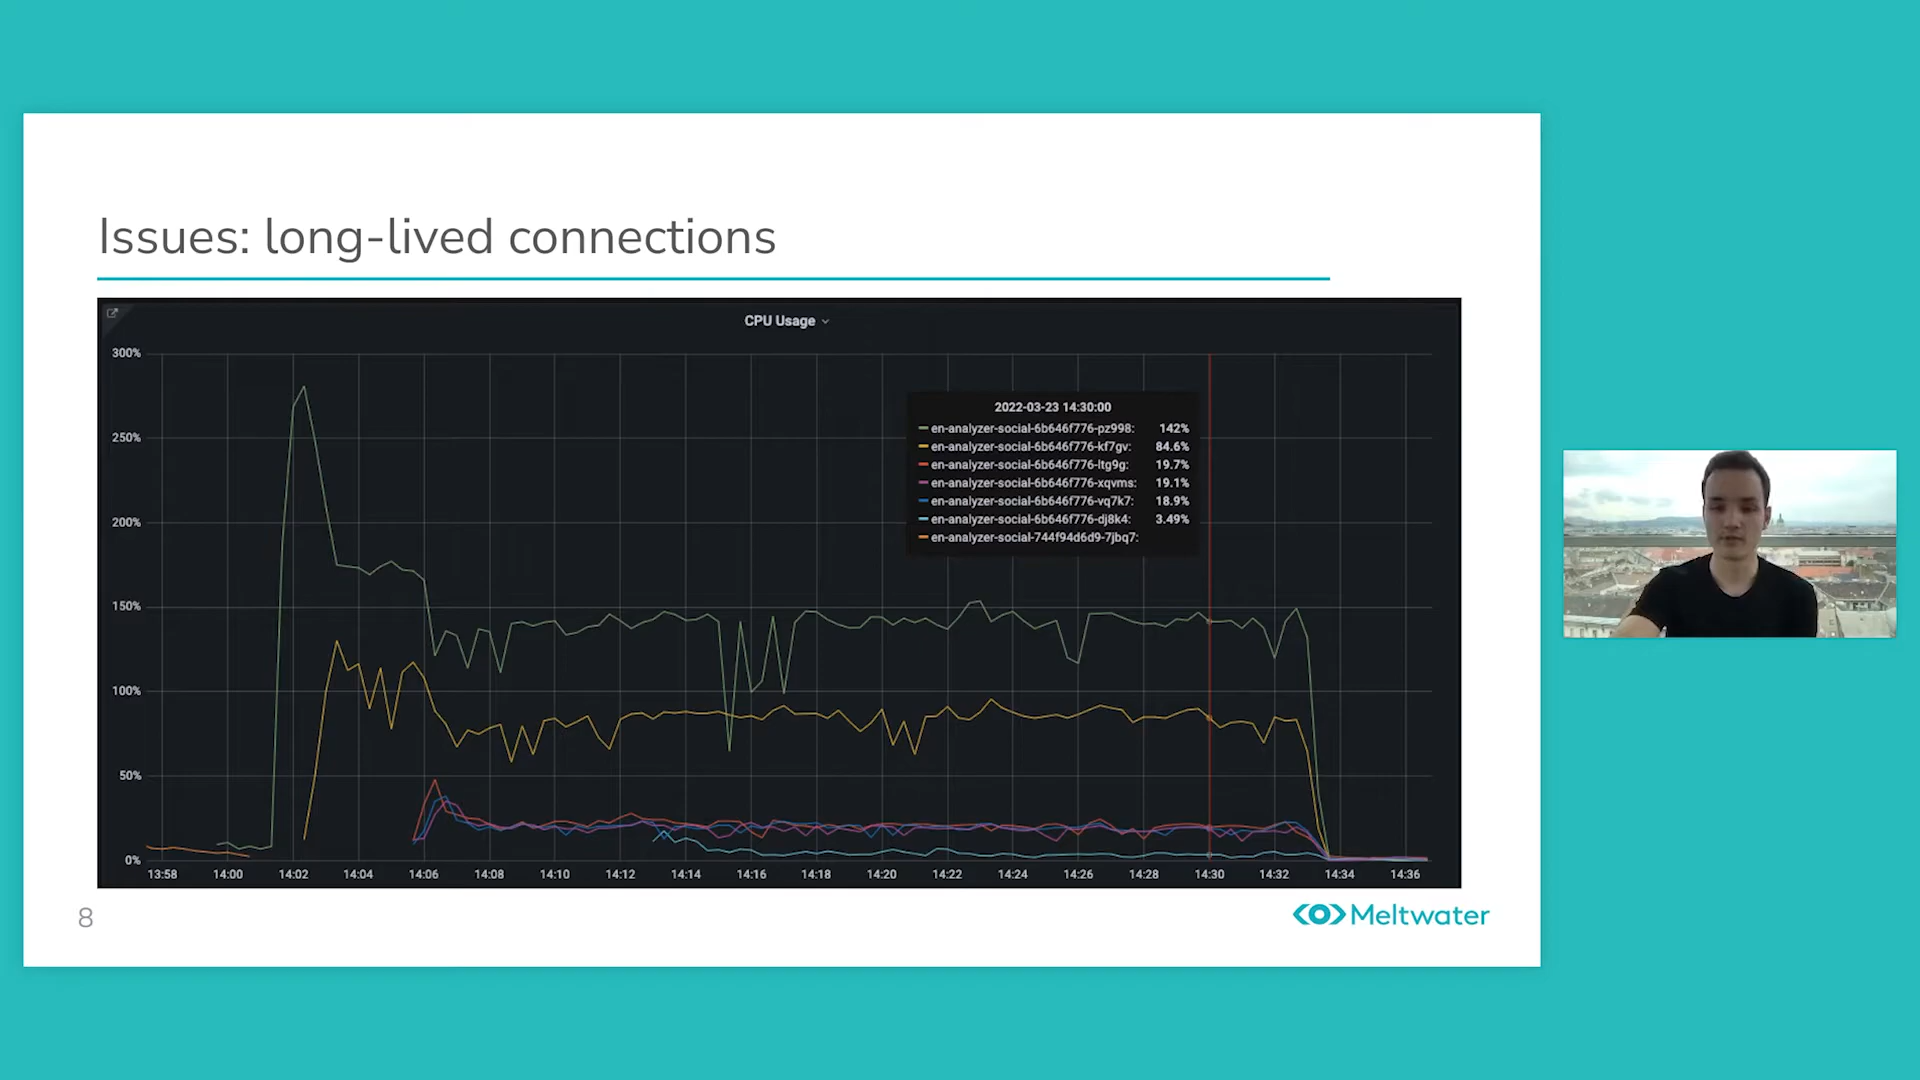 Issues: long-lived connections
CPU Usage
300%
250%
200%
150%
100%
50%
0%
2022-03-23 14:30:00
en-analyzer-social-6b646f776-pz998: 142%
en-analyzer-social-6b646f776-kf7gv: 84.6%
en-analyzer-social-6b646f776-ltg9g: 19.7%
en-analyzer-social-6b646f776-xqvms: 19.1%
en-analyzer-social-6b646f776-vq7k7: 18.9%
en-analyzer-social-6b646f776-dj8k4: 3.49%
en-analyzer-social-744f94d6d9-7jbq7:
13:58 14:00 14:02 14:04 14:06 14:08 14:10 14:12 14:14 14:16 14:18 14:20 14:22 14:24 14:26 14:28 14:30 14:32 14:34 14:36
8
Meltwater